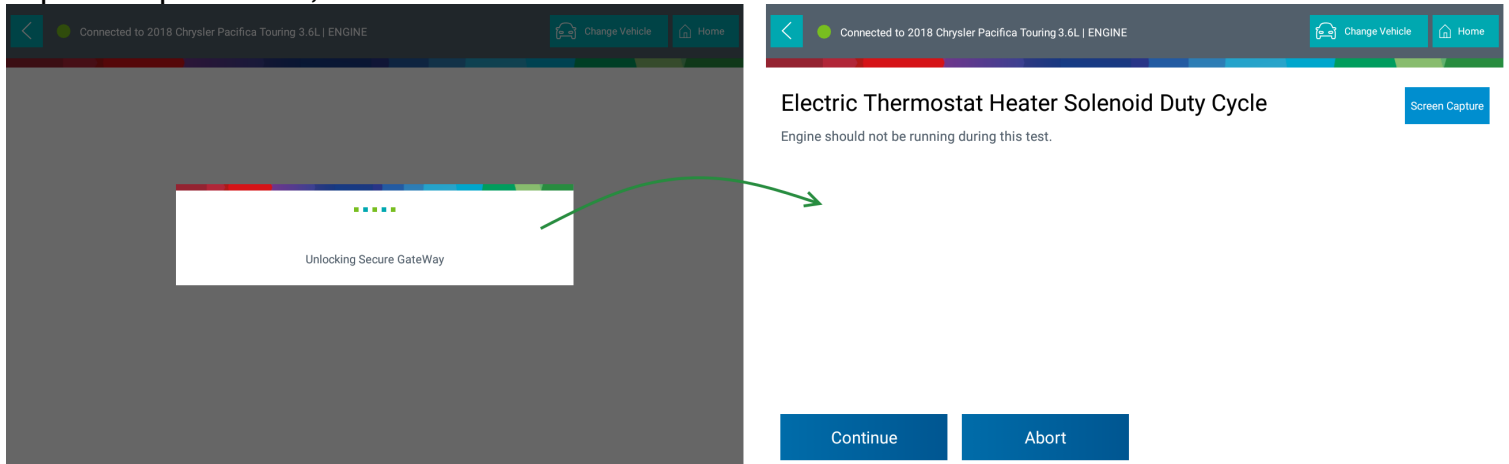 Connected to 2018 Chrysler Pacifica Touring 3.6L | ENGINE
Change Vehicle
Home
Unlocking Secure GateWay
Connected to 2018 Chrysler Pacifica Touring 3.6L | ENGINE
Change Vehicle
Home
Electric Thermostat Heater Solenoid Duty Cycle
Screen Capture
Engine should not be running during this test.
Continue
Abort